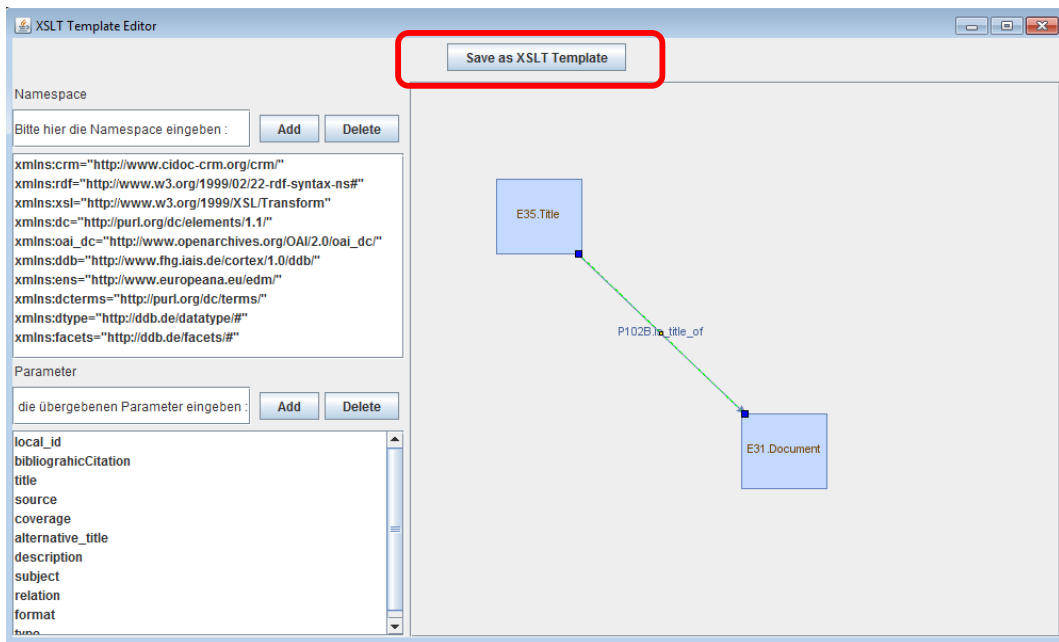 XSLT Template Editor
Save as XSLT Template
Namespace
Bitte hier die Namespace eingeben :
Add
Delete
xmlns:crm="http://www.cidoc-crm.org/crm/"
xmlns:rdf="http://www.w3.org/1999/02/22-rdf-syntax-ns#"
xmlns:xsl="http://www.w3.org/1999/XSL/Transform"
xmlns:dc="http://purl.org/dc/elements/1.1/"
xmlns:oai_dc="http://www.openarchives.org/OAI/2.0/oai_dc/"
xmlns:ddb="http://www.fhg.iais.de/cortex/1.0/ddb/"
xmlns:ens="http://www.europeana.eu/edm/"
xmlns:dcterms="http://purl.org/dc/terms/"
xmlns:dtype="http://ddb.de/datatype/#"
xmlns:facets="http://ddb.de/facets/#"
Parameter
die übergebenen Parameter eingeben :
Add
Delete
local_id
bibliograhicCitation
title
source
coverage
alternative_title
description
subject
relation
format
type
E35.Title
P102B.is_title_of
E31.Document